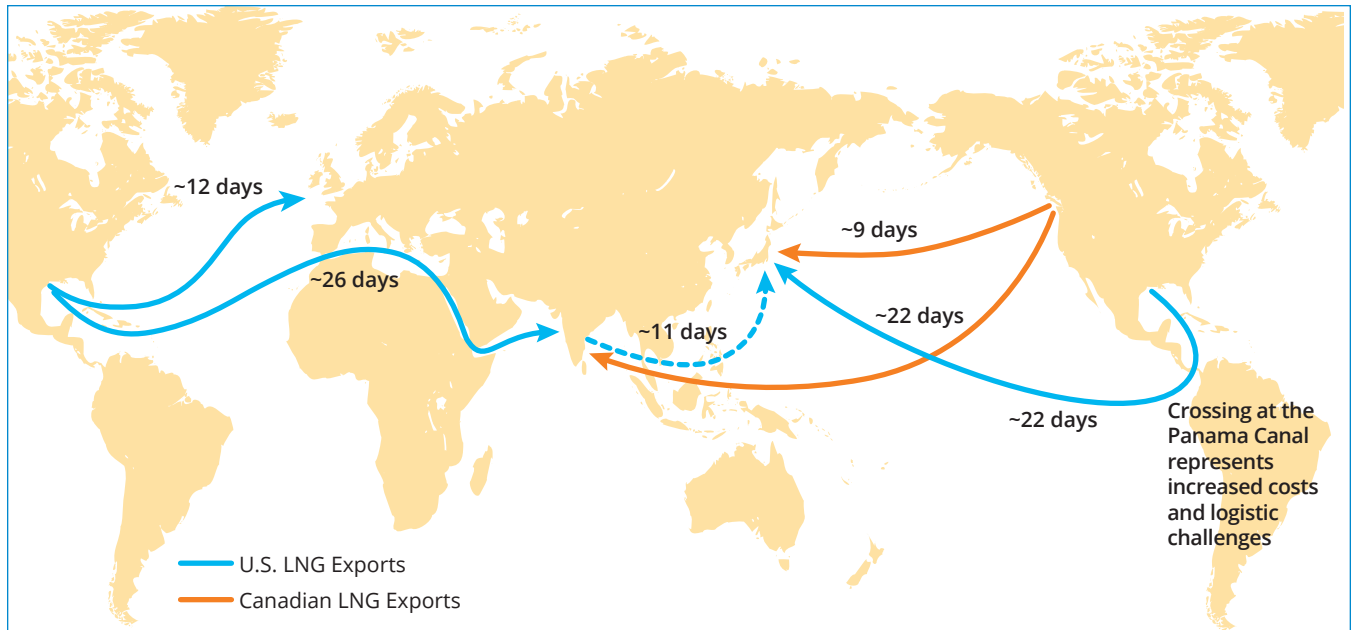 ~12 days
~9 days
~26 days
~22 days
~11 days
~22 days
Crossing at the
Panama Canal
represents
increased costs
and logistic
challenges
U.S. LNG Exports
Canadian LNG Exports